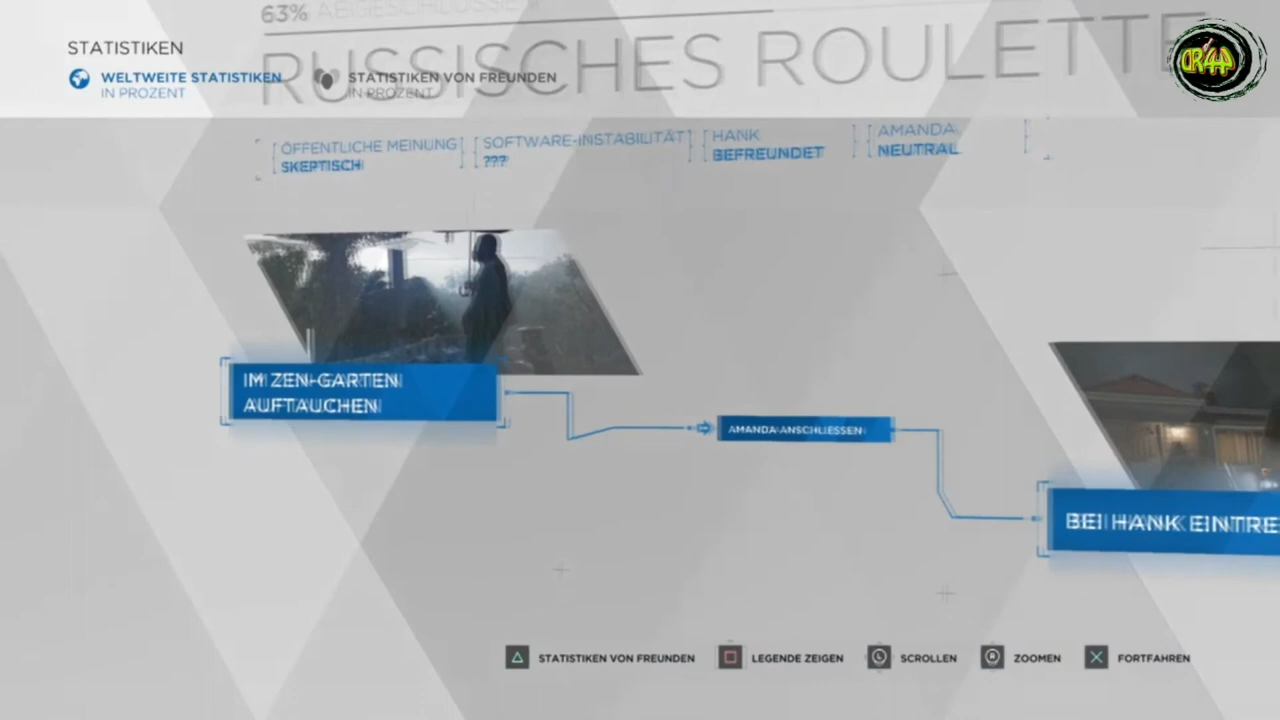 63% ABGESCHLOSSEN
RUSSISCHES ROULETTE
STATISTIKEN
WELTWEITE STATISTIKEN
IN PROZENT
STATISTIKEN VON FREUNDEN
IN PROZENT
ÖFFENTLICHE MEINUNG
SKEPTISCH
SOFTWARE-INSTABILITÄT
???
HANK
BEFREUNDET
AMANDA
NEUTRAL
IM ZEN-GARTEN
AUFTAUCHEN
AMANDA ANSCHLIESSEN
BEI HANK EINTRE
STATISTIKEN VON FREUNDEN
LEGENDE ZEIGEN
SCROLLEN
ZOOMEN
FORTFAHREN